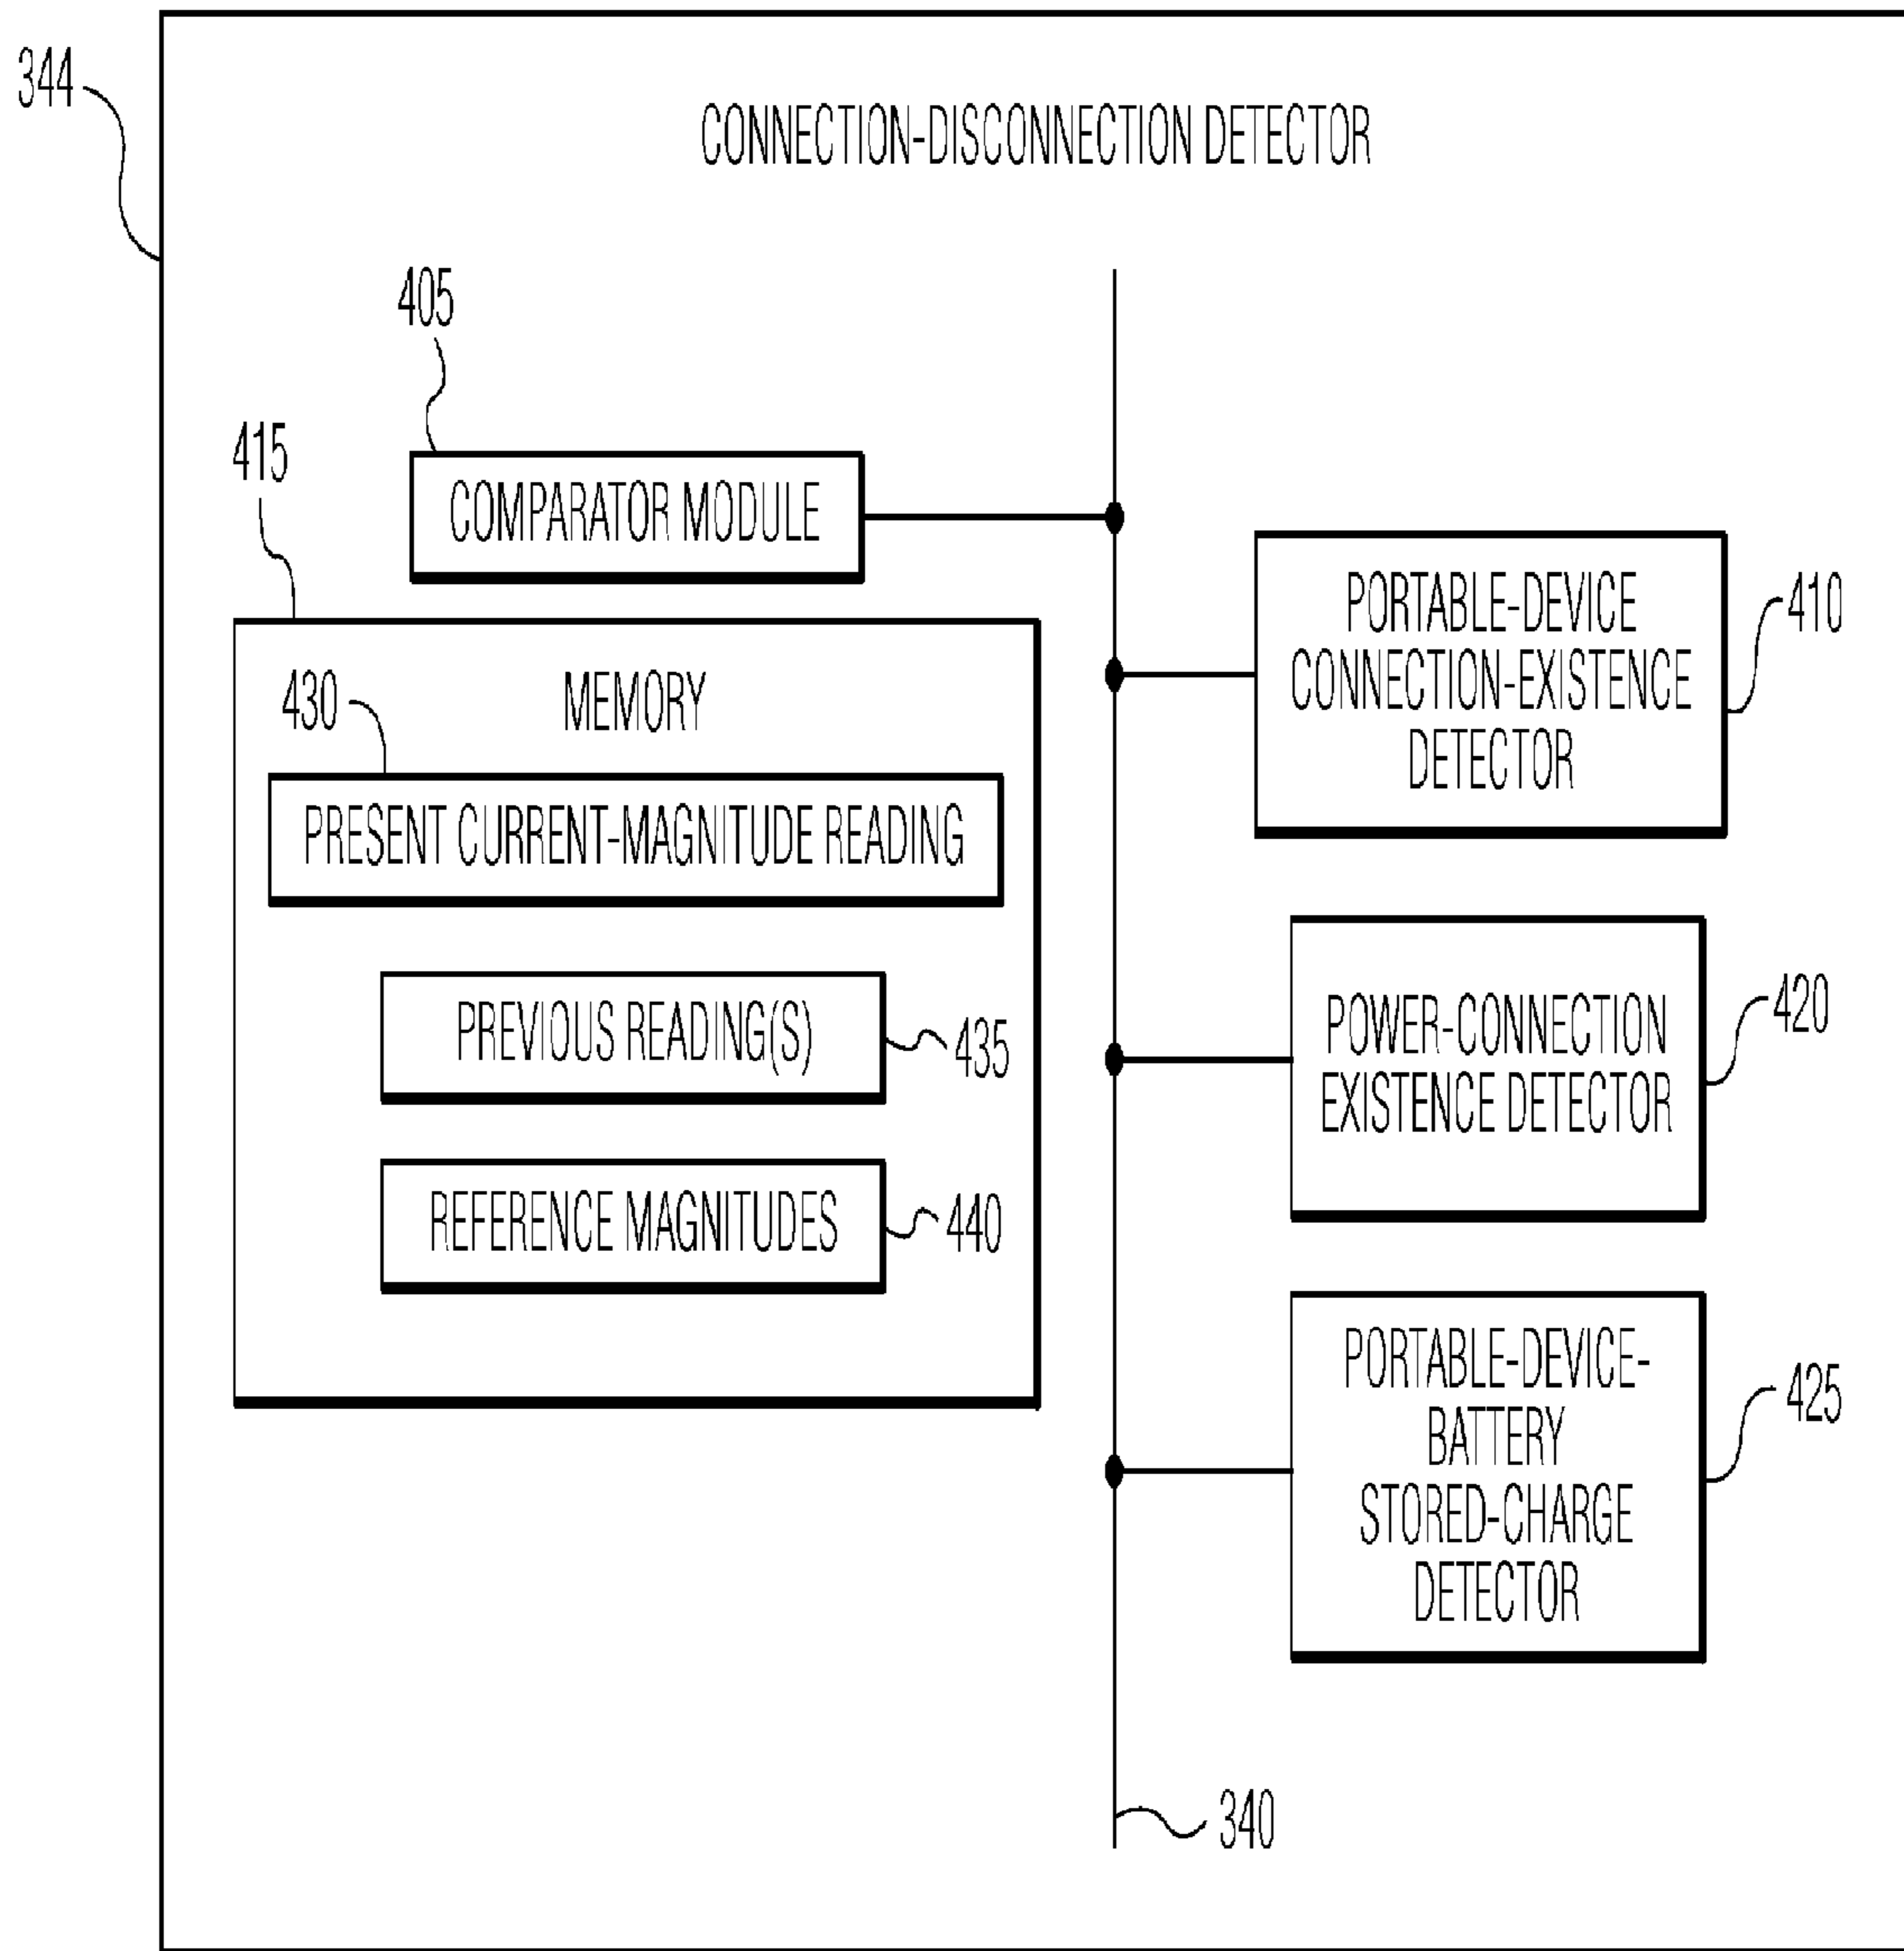 344
CONNECTION-DISCONNECTION DETECTOR
405
415
COMPARATOR MODULE
PORTABLE-DEVICE
CONNECTION-EXISTENCE
DETECTOR
410
MEMORY
430
PRESENT CURRENT-MAGNITUDE READING
PREVIOUS READING(S)
435
REFERENCE MAGNITUDES
440
POWER-CONNECTION
EXISTENCE DETECTOR
420
PORTABLE-DEVICE-
BATTERY
STORED-CHARGE
DETECTOR
425
340